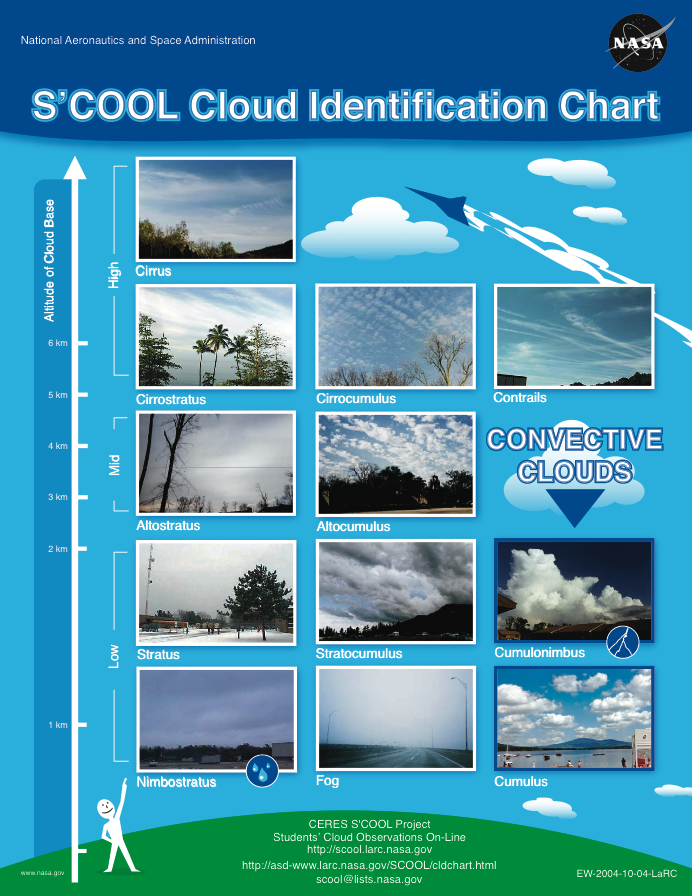 National Aeronautics and Space Administration
NASA
S'COOL Cloud Identification Chart
Altitude of Cloud Base
6 km
5 km
4 km
3 km
2 km
1 km
High
Mid
Low
Cirrus
Cirrostratus
Cirrocumulus
Contrails
Altostratus
Altocumulus
CONVECTIVE
CLOUDS
Stratus
Stratocumulus
Cumulonimbus
Nimbostratus
Fog
Cumulus
CERES S'COOL Project
Students' Cloud Observations On-Line
http://scool.larc.nasa.gov
http://asd-www.larc.nasa.gov/SCOOL/cldchart.html
scool@lists.nasa.gov
www.nasa.gov
EW-2004-10-04-LaRC